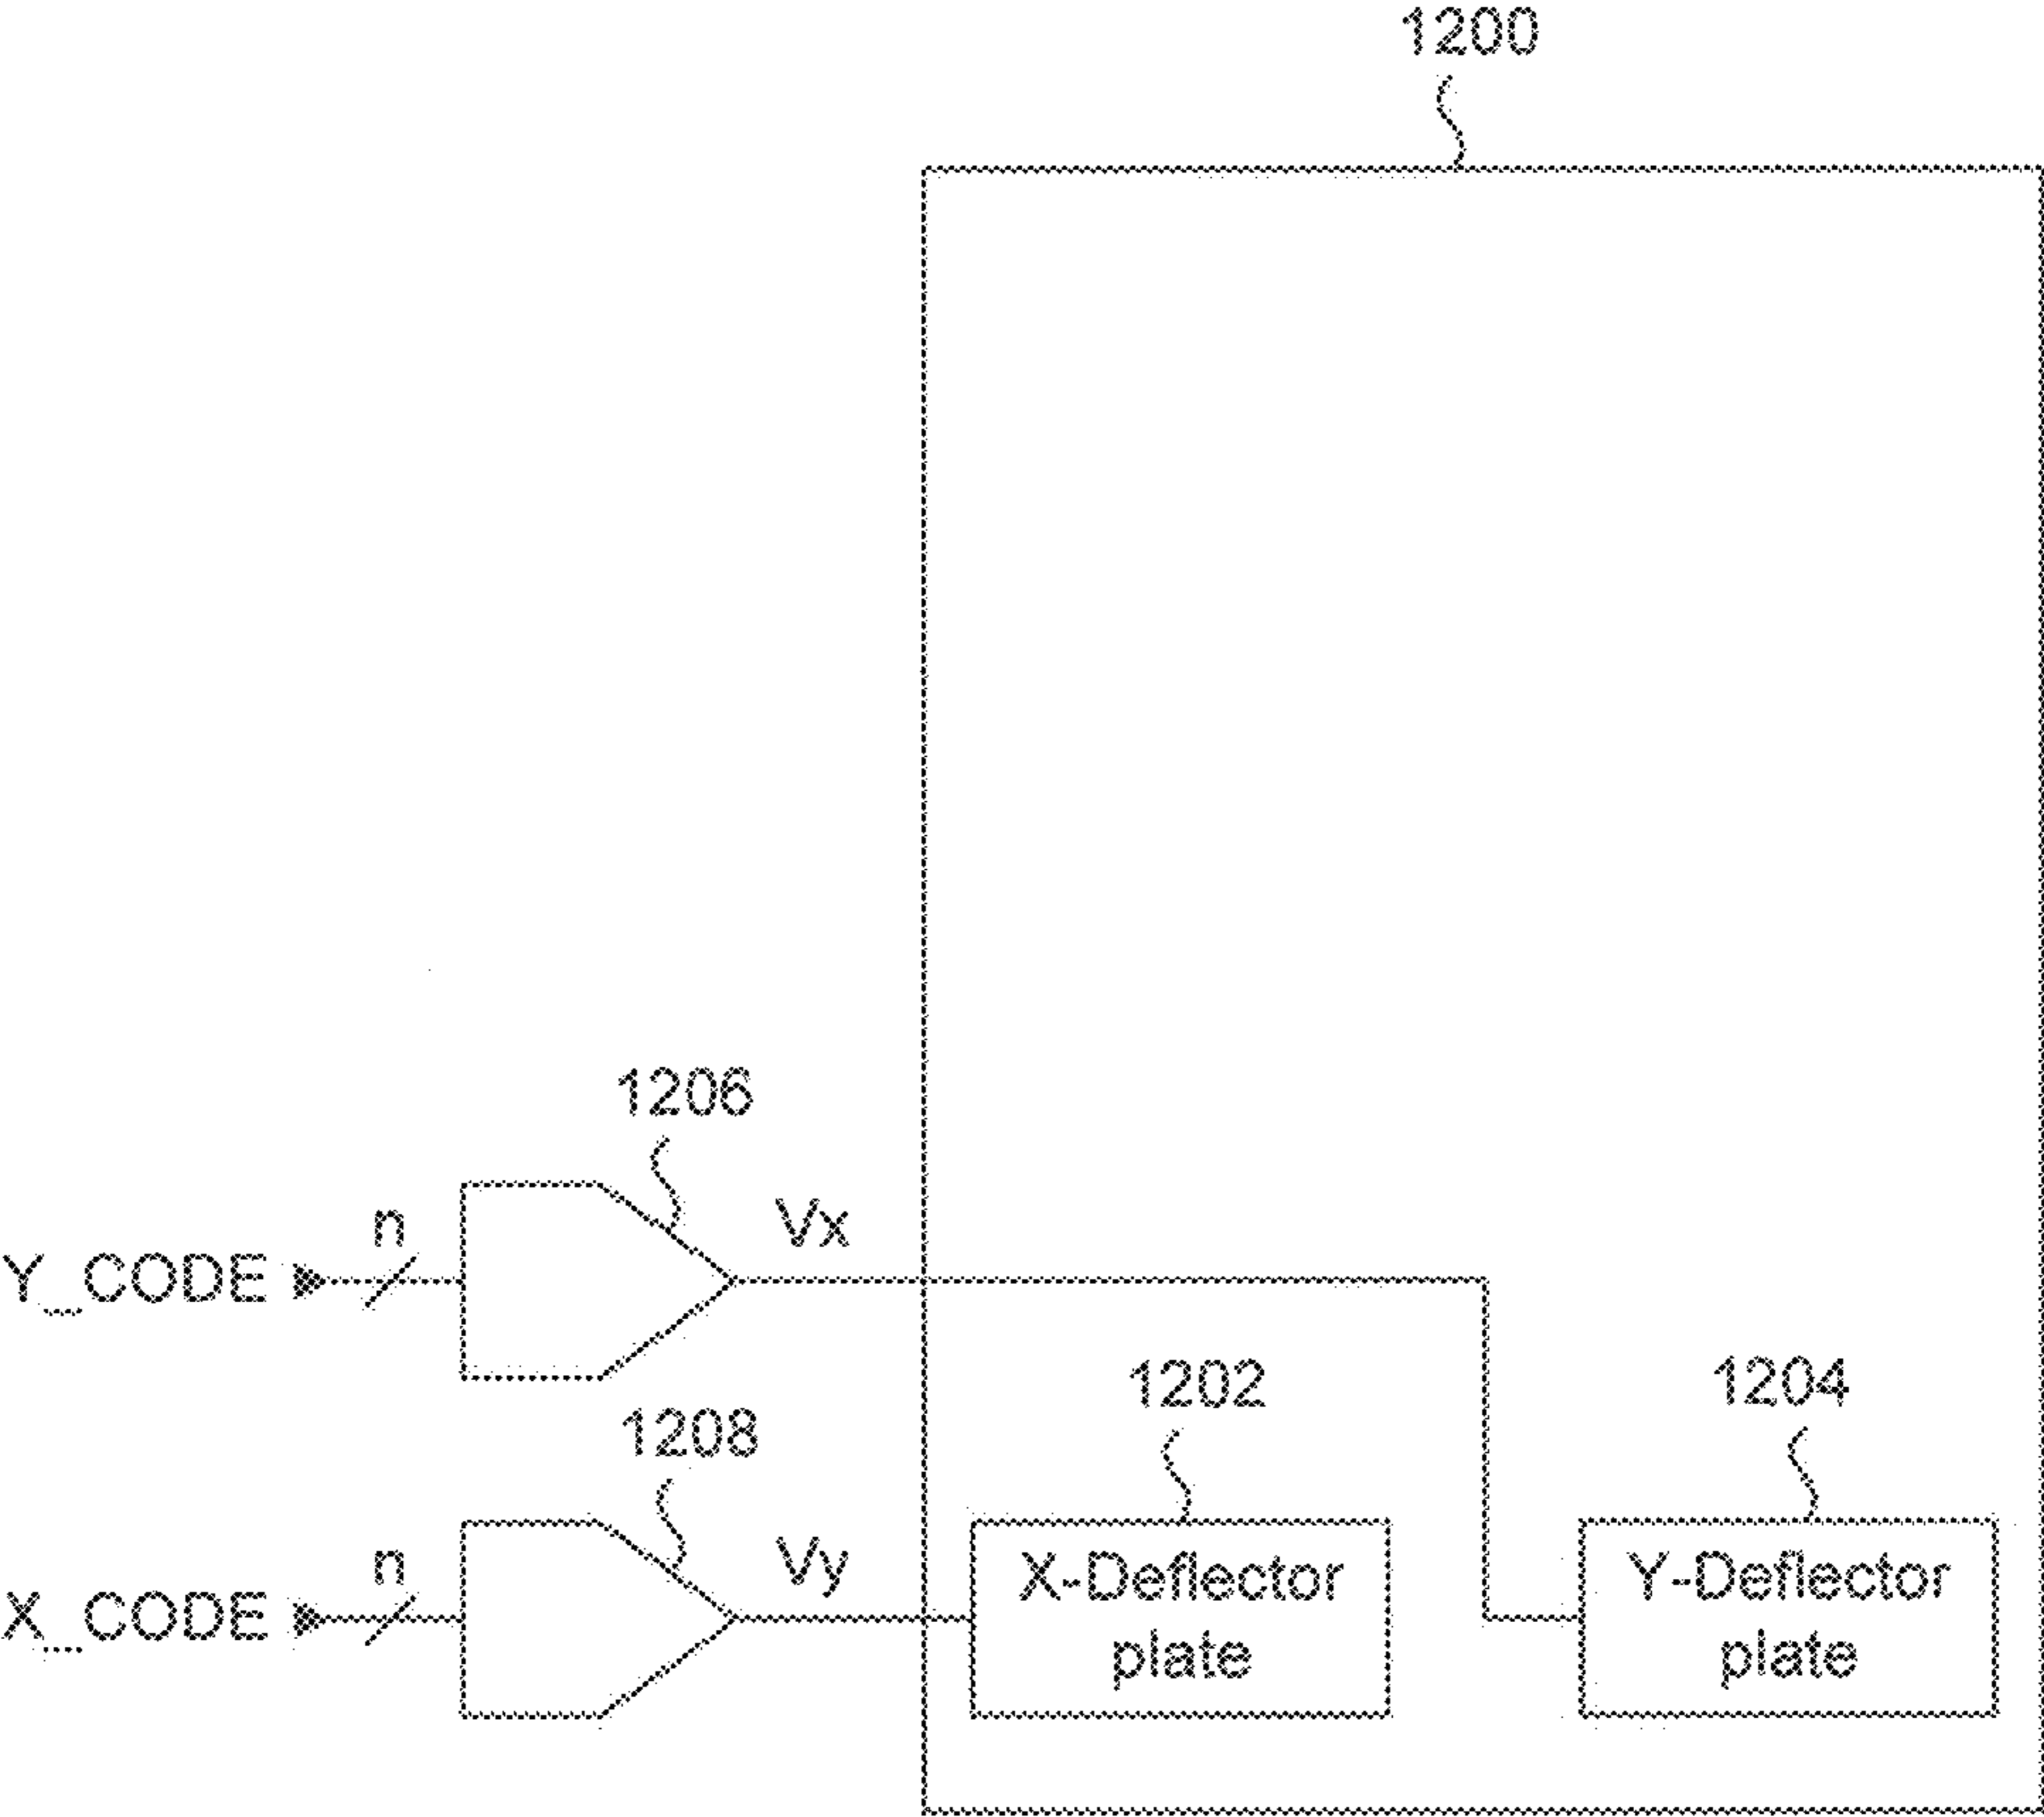 1200
1206
n
Vx
Y_CODE
1202
1204
1208
n
Vy
X-Deflector
plate
Y-Deflector
plate
X_CODE